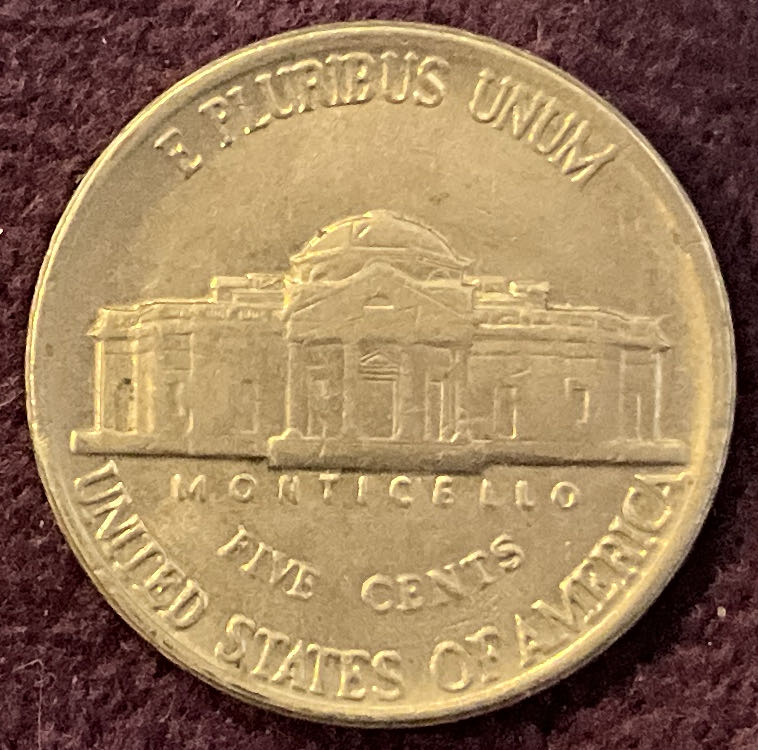 E PLURIBUS UNUM
MONTICELLO
FIVE CENTS
UNITED STATES OF AMERICA